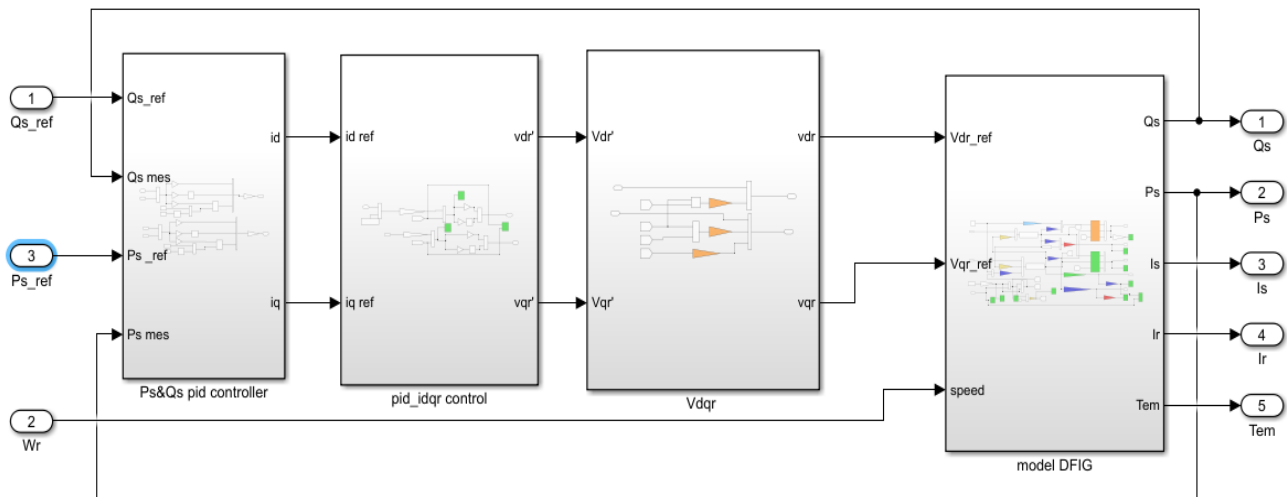 1
Qs_ref
3
Ps_ref
2
Wr
Qs_ref
Qs mes
Ps _ref
Ps mes
id
iq
Ps&Qs pid controller
id ref
iq ref
vdr'
vqr'
pid_idqr control
Vdr'
Vqr'
vdr
vqr
Vdqr
Vdr_ref
Vqr_ref
speed
Qs
Ps
Is
Ir
Tem
model DFIG
1
Qs
2
Ps
3
Is
4
Ir
5
Tem